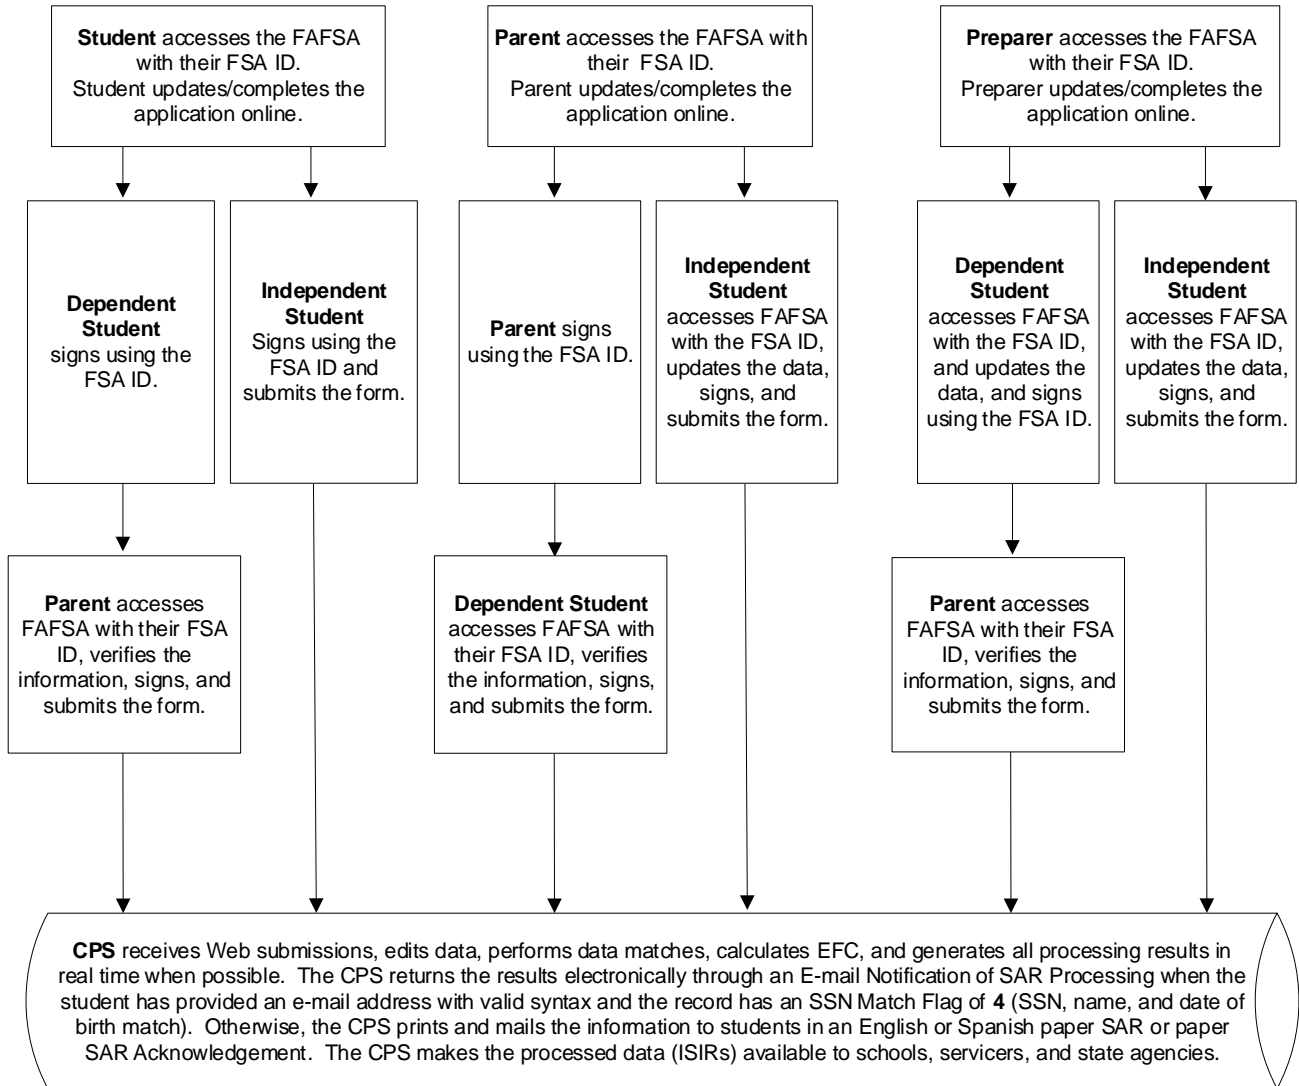 Student accesses the FAFSA
with their FSA ID.
Student updates/completes the
application online.
Parent accesses the FAFSA with
their FSA ID.
Parent updates/completes the
application online.
Preparer accesses the FAFSA
with their FSA ID.
Preparer updates/completes the
application online.
Dependent
Student
signs using the
FSA ID.
Independent
Student
Signs using the
FSA ID and
submits the form.
Parent signs
using the FSA ID.
Independent
Student
accesses FAFSA
with the FSA ID,
updates the data,
signs, and
submits the form.
Dependent
Student
accesses FAFSA
with the FSA ID,
and updates the
data, and signs
using the FSA ID.
Independent
Student
accesses FAFSA
with the FSA ID,
updates the data,
signs, and
submits the form.
Parent accesses
FAFSA with their FSA
ID, verifies the
information, signs, and
submits the form.
Dependent Student
accesses FAFSA with
their FSA ID, verifies
the information, signs,
and submits the form.
Parent accesses
FAFSA with their FSA
ID, verifies the
information, signs, and
submits the form.
CPS receives Web submissions, edits data, performs data matches, calculates EFC, and generates all processing results in
real time when possible. The CPS returns the results electronically through an E-mail Notification of SAR Processing when the
student has provided an e-mail address with valid syntax and the record has an SSN Match Flag of 4 (SSN, name, and date of
birth match). Otherwise, the CPS prints and mails the information to students in an English or Spanish paper SAR or paper
SAR Acknowledgement. The CPS makes the processed data (ISIRs) available to schools, servicers, and state agencies.